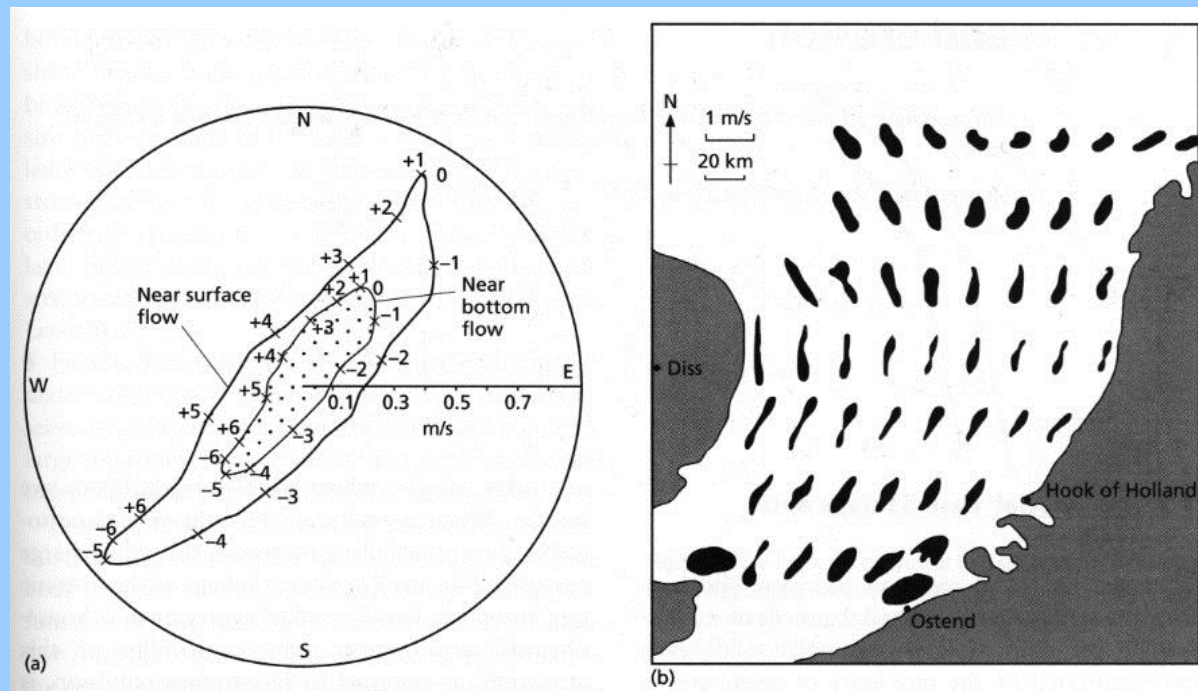 N
+1
0
+2
+3
-1
+1
+2
0
Near surface
flow
Near
bottom
flow
+4
+3
-1
+4
-2
-2
W
E
+5
0.1 0.3 0.5 0.7
m/s
+5
+6
-3
-6
-4
-5
-3
+6
-6
-5
-4
S
(a)
N
1 m/s
20 km
Diss
Hook of Holland
Ostend
(b)